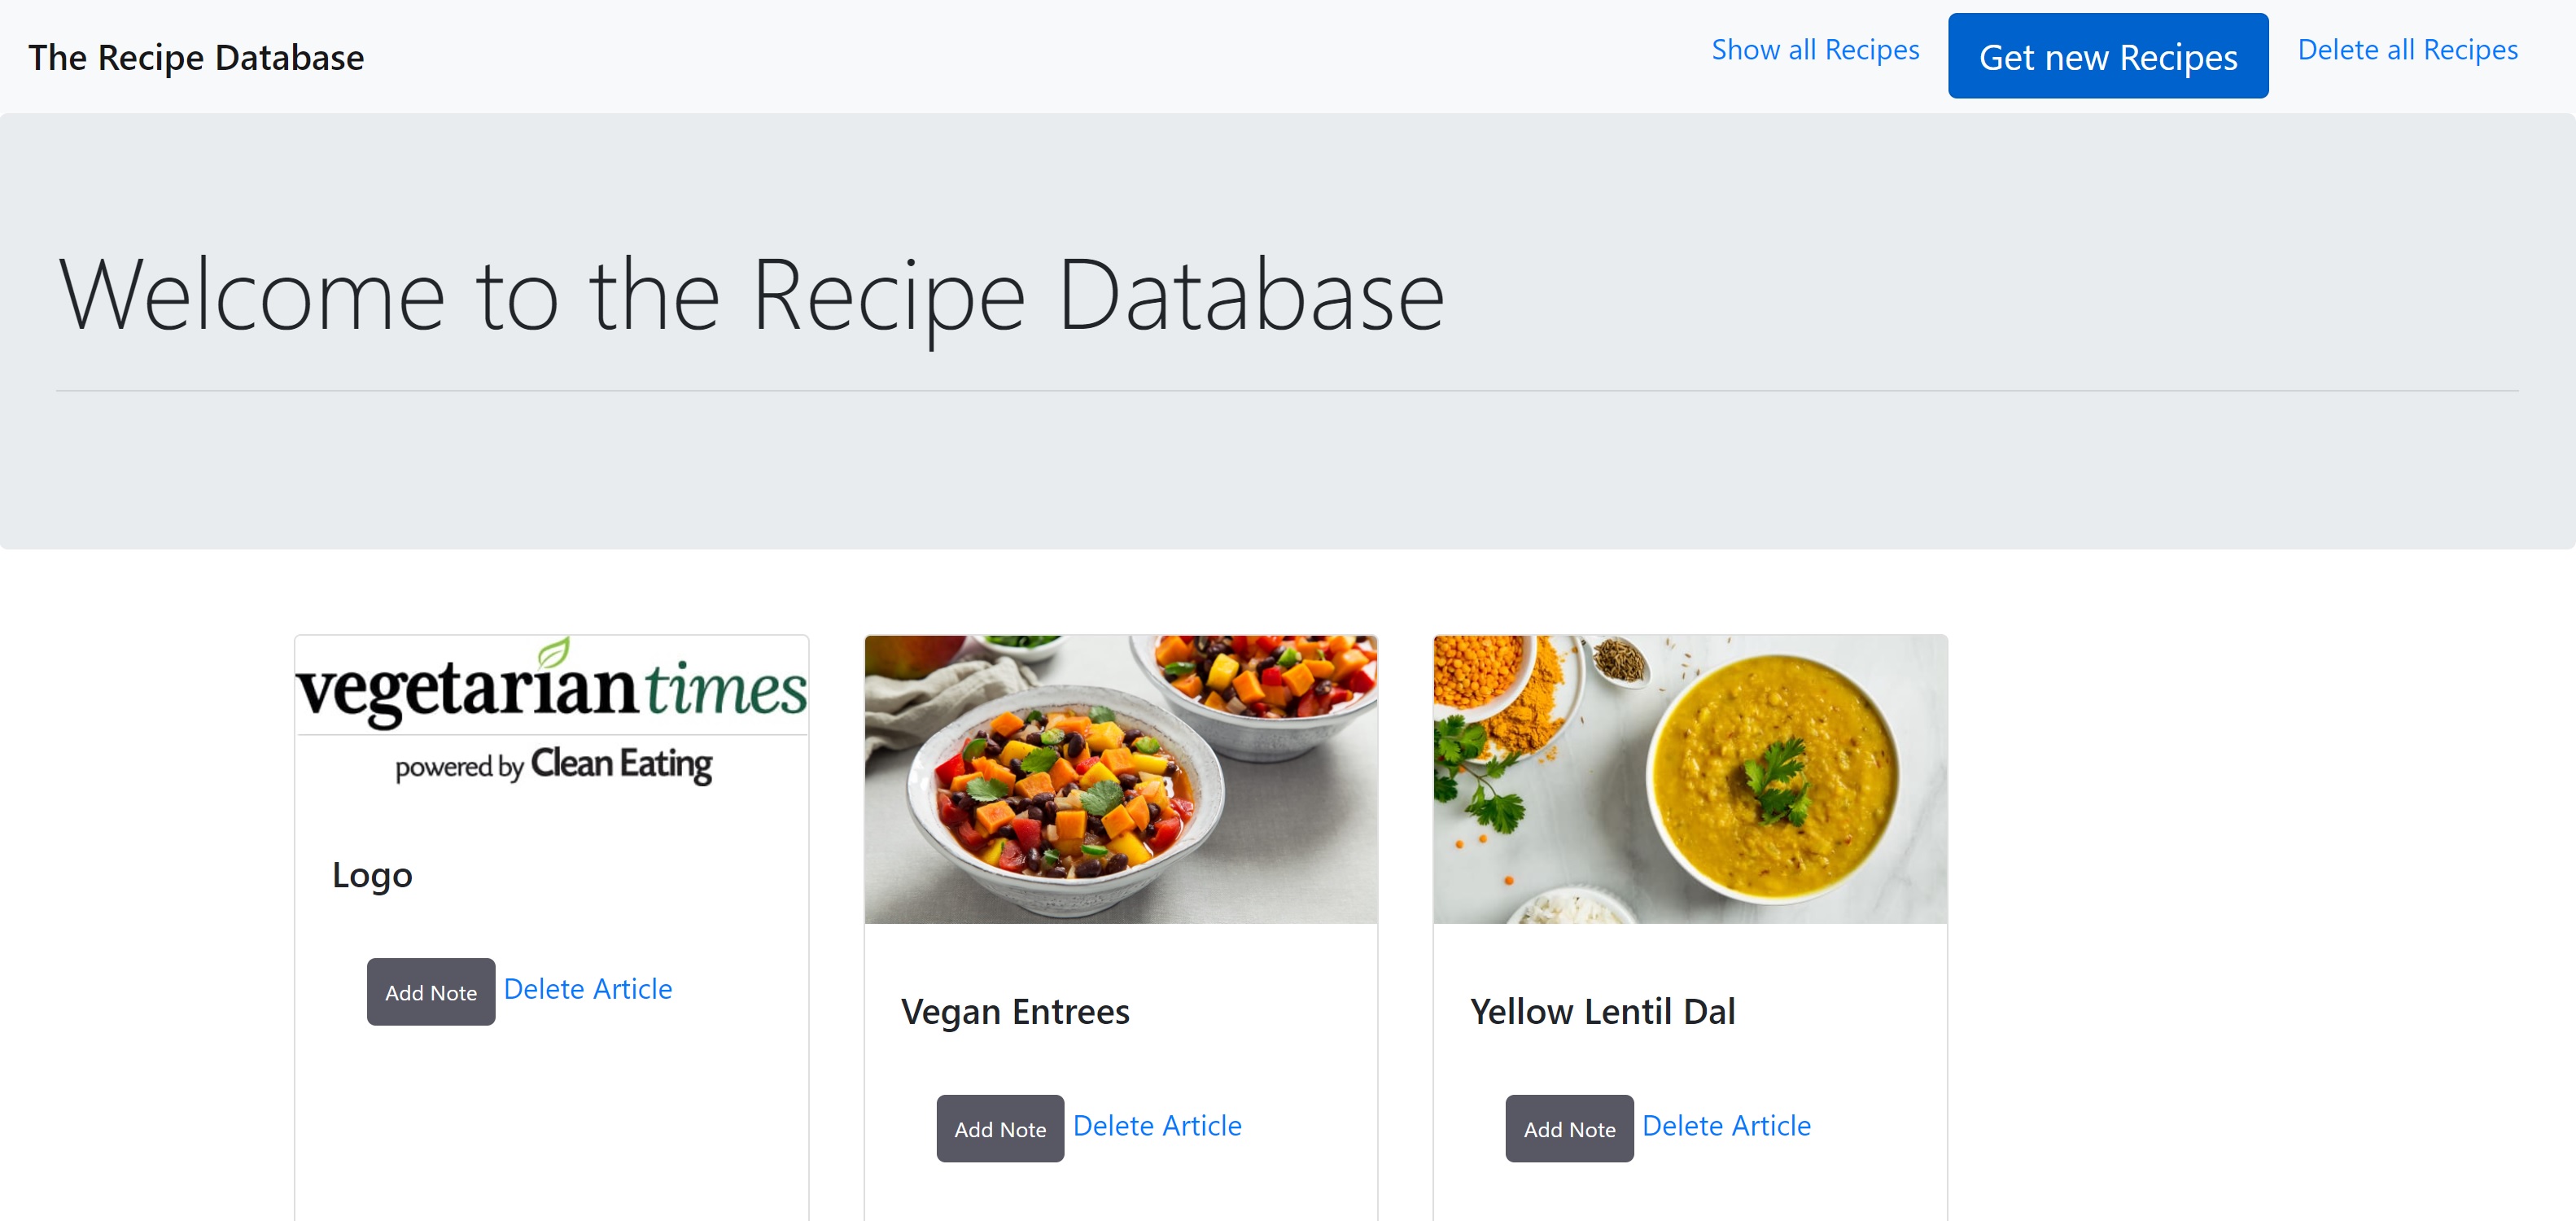 The Recipe Database
Show all Recipes
Get new Recipes
Delete all Recipes
Welcome to the Recipe Database
vegetarian times
powered by Clean Eating
Logo
Add Note Delete Article
Vegan Entrees
Add Note Delete Article
Yellow Lentil Dal
Add Note Delete Article